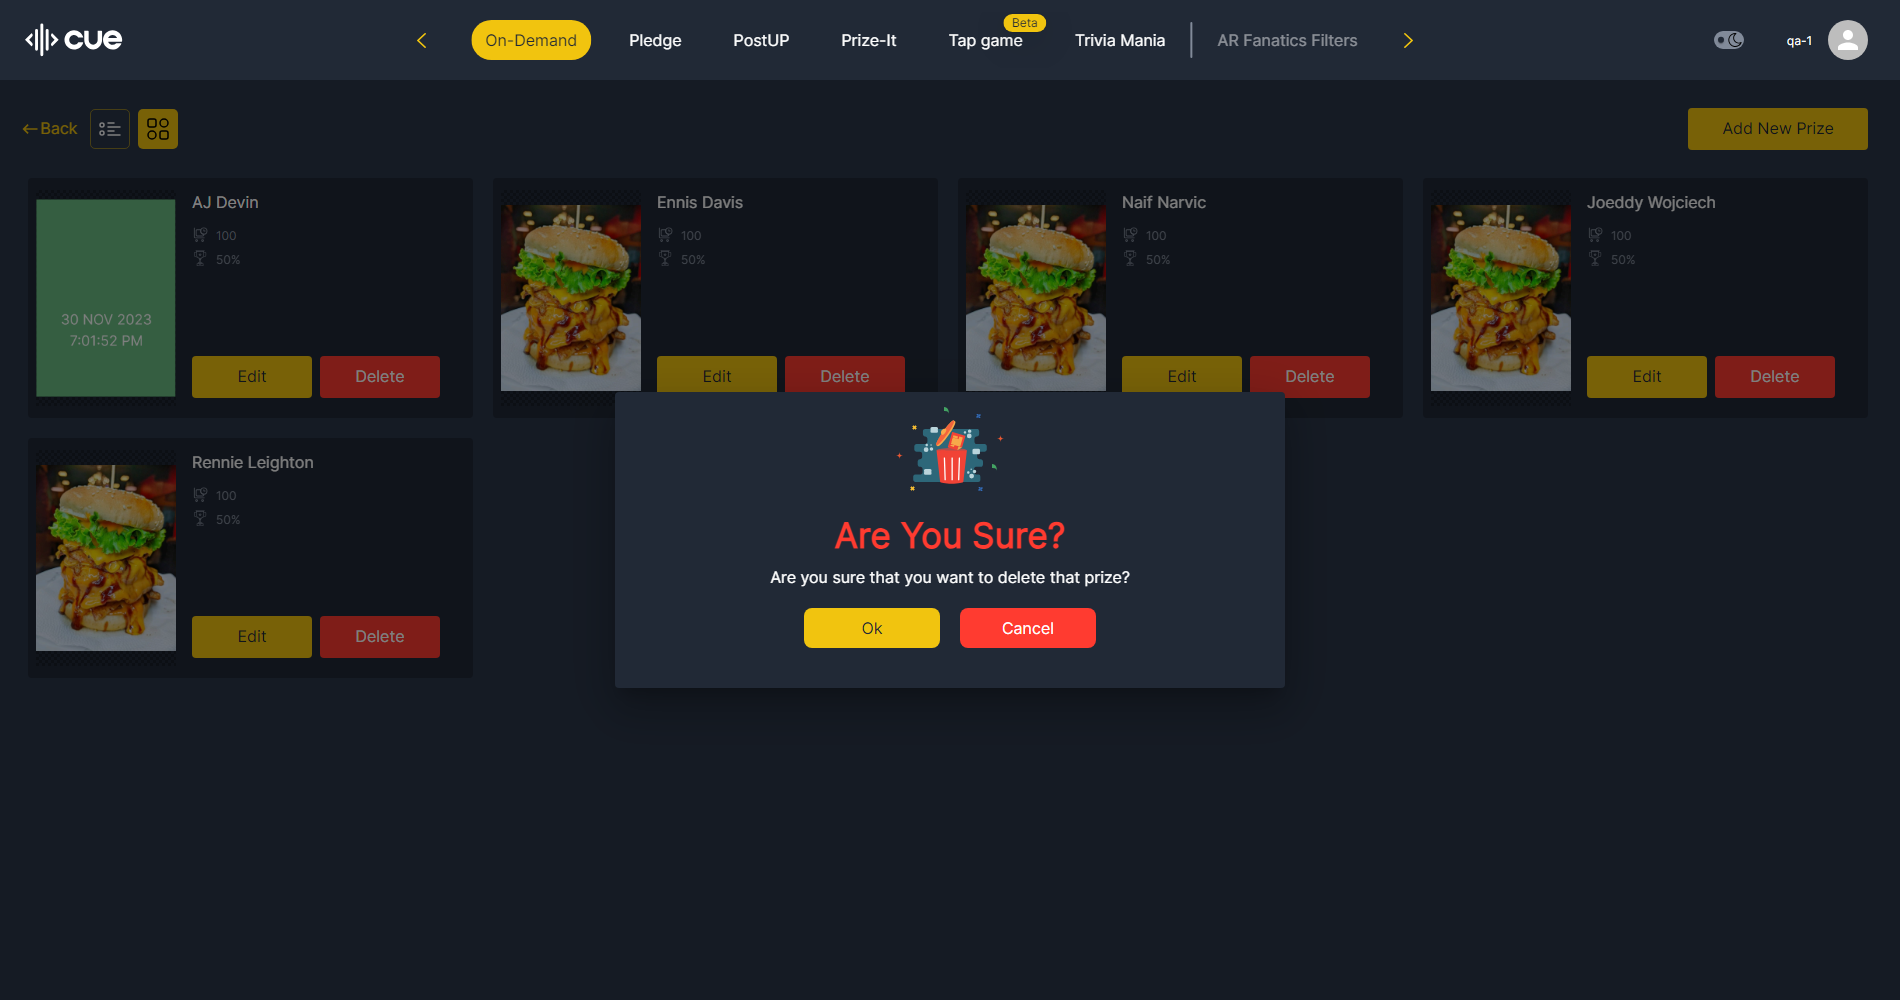 cue
On-Demand
Pledge
PostUP
Prize-It
Beta
Tap game
Trivia Mania
AR Fanatics Filters
qa-1
Back
Add New Prize
AJ Devin
100
50%
30 NOV 2023
7:01:52 PM
Edit
Delete
Ennis Davis
100
50%
Edit
Delete
Naif Narvic
100
50%
Edit
Delete
Joeddy Wojciech
100
50%
Edit
Delete
Rennie Leighton
100
50%
Edit
Delete
Are You Sure?
Are you sure that you want to delete that prize?
Ok
Cancel